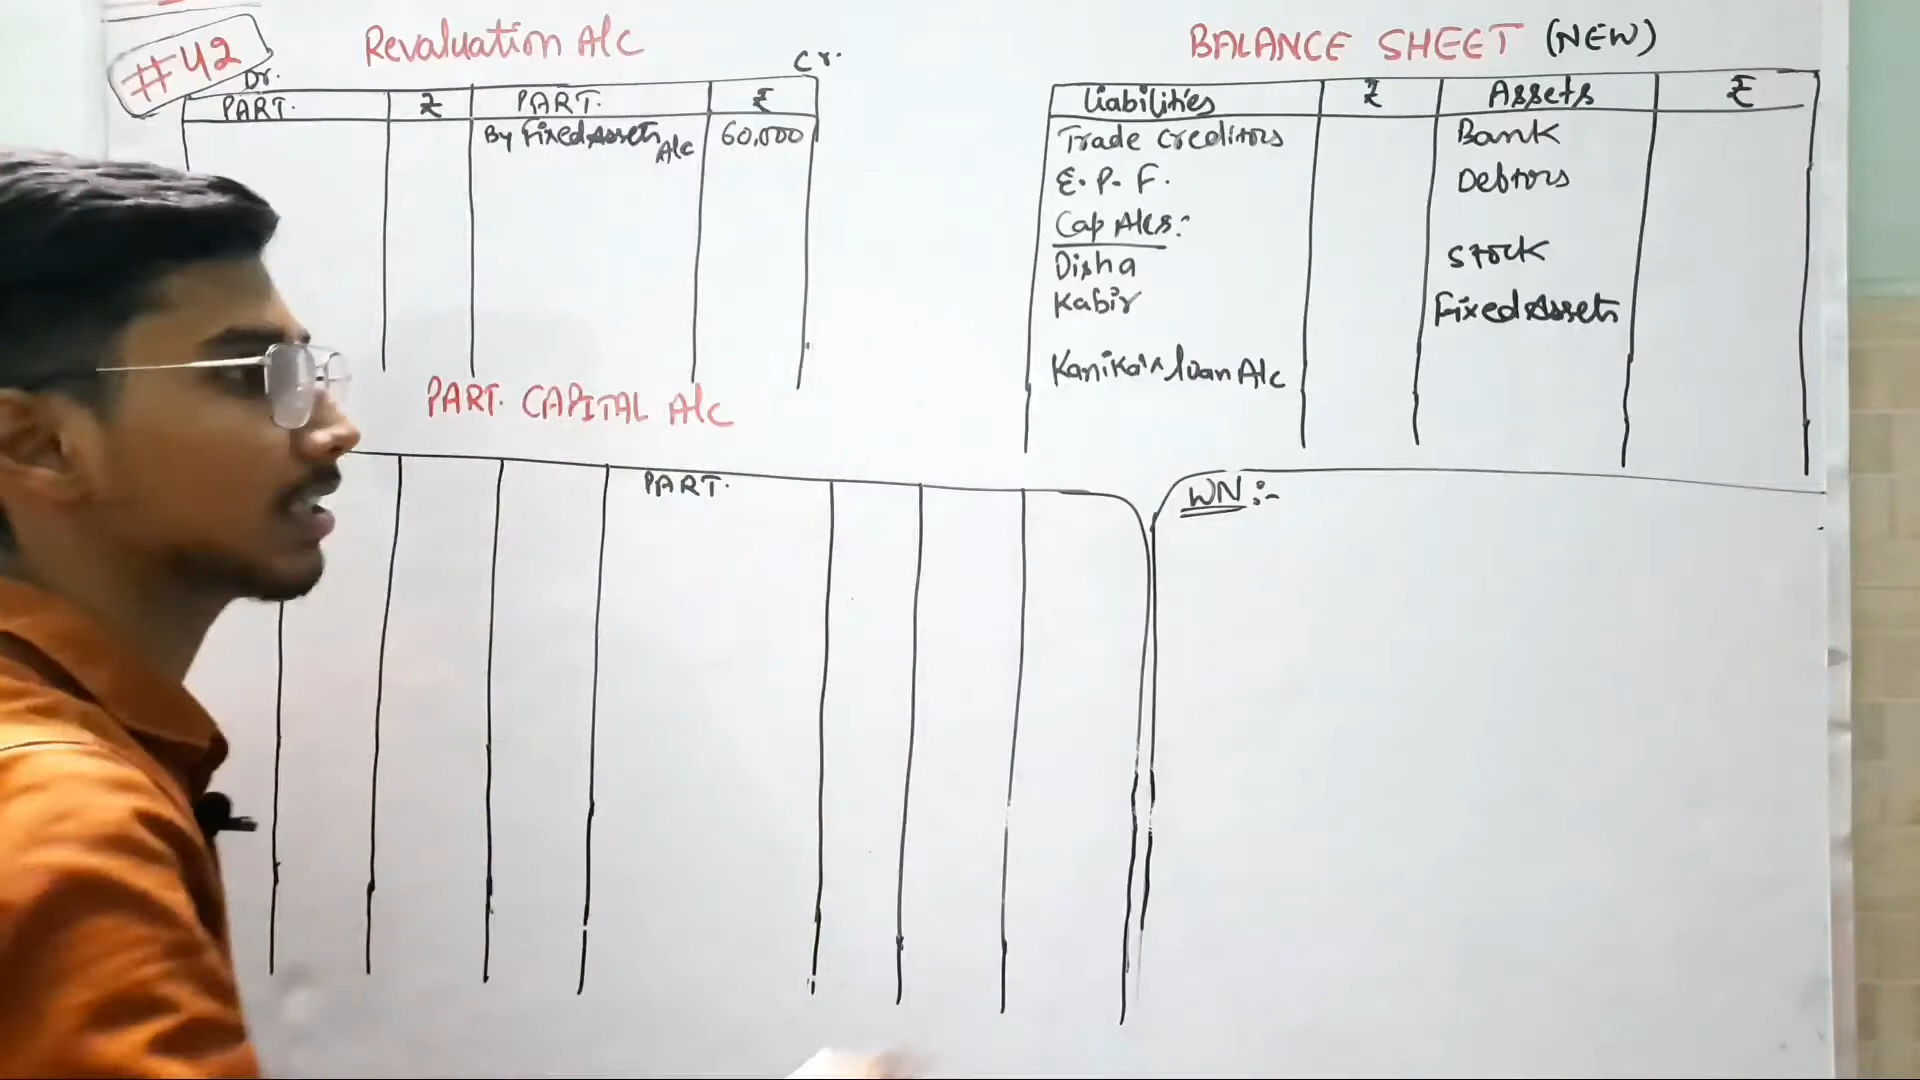 #42
Revaluation A/c
Dr.
Cr.
PART. ₹ PART. ₹
By Fixed Assets A/c 60,000
PART. CAPITAL A/c
PART.
BALANCE SHEET (NEW)
Liabilities ₹ Assets ₹
Trade Creditors Bank
E.P.F. Debtors
Cap A/cs:
Disha Stock
Kabir Fixed Assets
Kanika's loan A/c
WN :-